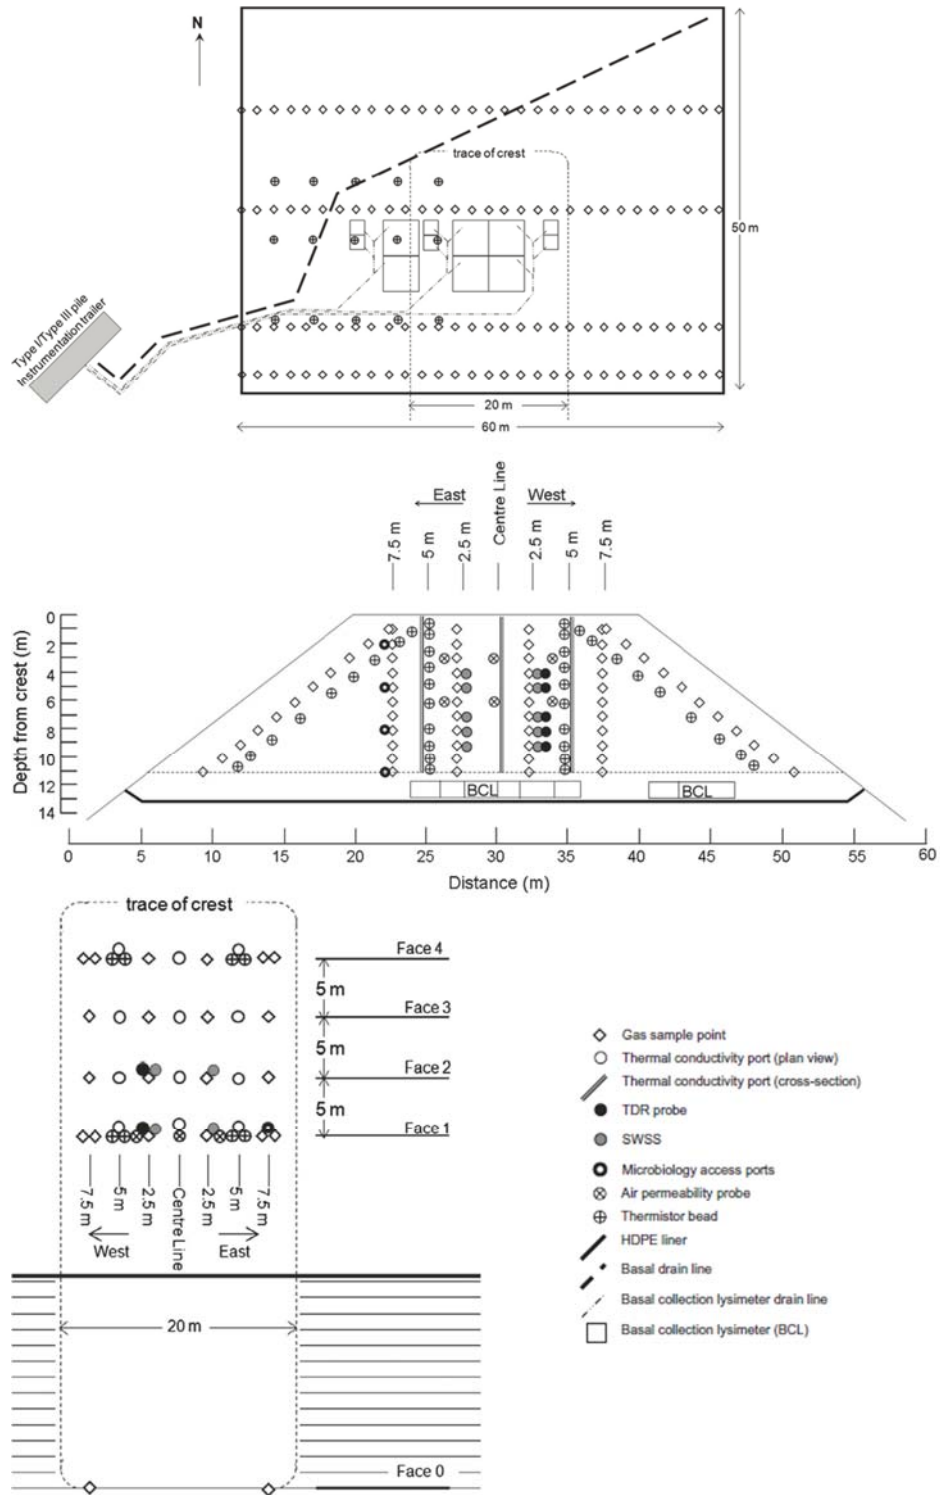 N
trace of crest
50 m
Type I/Type III pile
Instrumentation trailer
20 m
60 m
East
Centre Line
West
7.5 m
5 m
2.5 m
2.5 m
5 m
7.5 m
Depth from crest (m)
0
2
4
6
8
10
12
14
BCL
BCL
0
5
10
15
20
25
30
35
40
45
50
55
60
Distance (m)
trace of crest
Face 4
5 m
Face 3
5 m
Face 2
5 m
Face 1
7.5 m
5 m
2.5 m
Centre Line
2.5 m
5 m
7.5 m
West
East
20 m
Face 0
Gas sample point
Thermal conductivity port (plan view)
Thermal conductivity port (cross-section)
TDR probe
SWSS
Microbiology access ports
Air permeability probe
Thermistor bead
HDPE liner
Basal drain line
Basal collection lysimeter drain line
Basal collection lysimeter (BCL)